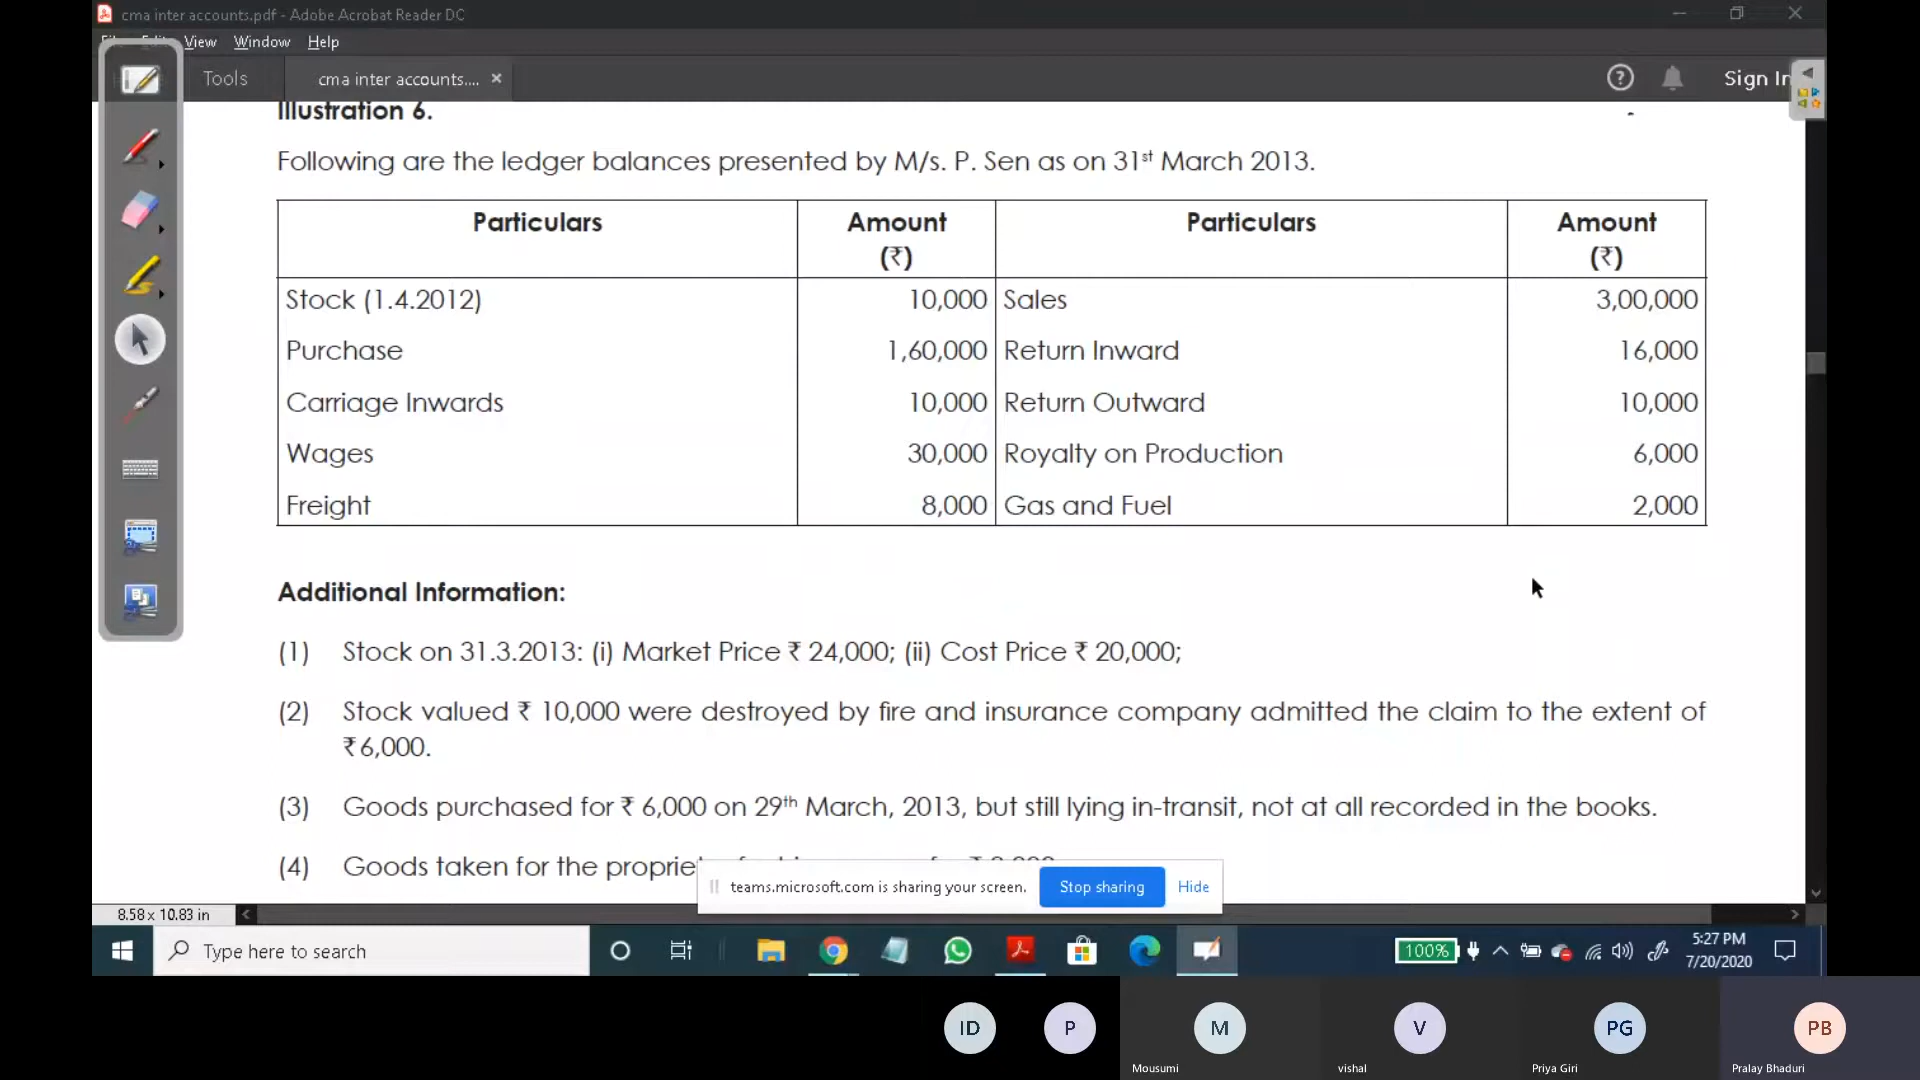 cma inter accounts.pdf - Adobe Acrobat Reader DC
View Window Help
Tools
cma inter accounts....
Sign In
Illustration 6.
Following are the ledger balances presented by M/s. P. Sen as on 31st March 2013.
Particulars Amount (₹) Particulars Amount (₹)
Stock (1.4.2012) 10,000 Sales 3,00,000
Purchase 1,60,000 Return Inward 16,000
Carriage Inwards 10,000 Return Outward 10,000
Wages 30,000 Royalty on Production 6,000
Freight 8,000 Gas and Fuel 2,000
Additional Information:
(1) Stock on 31.3.2013: (i) Market Price ₹ 24,000; (ii) Cost Price ₹ 20,000;
(2) Stock valued ₹ 10,000 were destroyed by fire and insurance company admitted the claim to the extent of
₹ 6,000.
(3) Goods purchased for ₹ 6,000 on 29th March, 2013, but still lying in-transit, not at all recorded in the books.
(4) Goods taken for the
teams.microsoft.com is sharing your screen. Stop sharing Hide
8.58 x 10.83 in
Type here to search
100%
5:27 PM
7/20/2020
ID P M V PG PB
Mousumi vishal Priya Giri Pralay Bhaduri